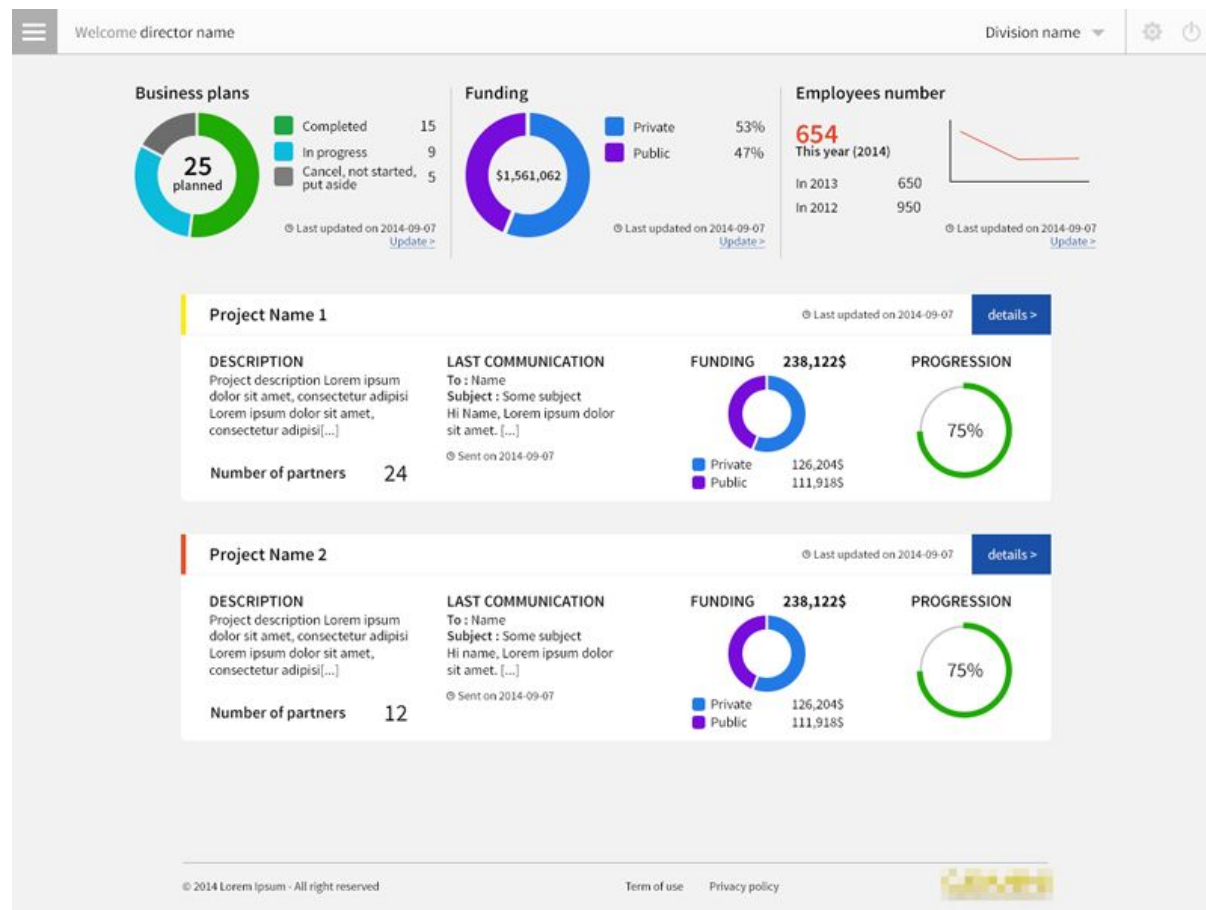 Welcome director name
Division name
Business plans
25
planned
Completed 15
In progress 9
Cancel, not started, put aside 5
Last updated on 2014-09-07
Update >
Funding
$1,561,062
Private 53%
Public 47%
Last updated on 2014-09-07
Update >
Employees number
654
This year (2014)
In 2013 650
In 2012 950
Last updated on 2014-09-07
Update >
Project Name 1
Last updated on 2014-09-07
details >
DESCRIPTION
Project description Lorem ipsum
dolor sit amet, consectetur adipisi
Lorem ipsum dolor sit amet,
consectetur adipisi[...]
Number of partners 24
LAST COMMUNICATION
To : Name
Subject : Some subject
Hi Name, Lorem ipsum dolor
sit amet. [...]
Sent on 2014-09-07
FUNDING 238,122$
Private 126,204$
Public 111,918$
PROGRESSION
75%
Project Name 2
Last updated on 2014-09-07
details >
DESCRIPTION
Project description Lorem ipsum
dolor sit amet, consectetur adipisi
Lorem ipsum dolor sit amet,
consectetur adipisi[...]
Number of partners 12
LAST COMMUNICATION
To : Name
Subject : Some subject
Hi name, Lorem ipsum dolor
sit amet. [...]
Sent on 2014-09-07
FUNDING 238,122$
Private 126,204$
Public 111,918$
PROGRESSION
75%
© 2014 Lorem Ipsum - All right reserved
Term of use
Privacy policy